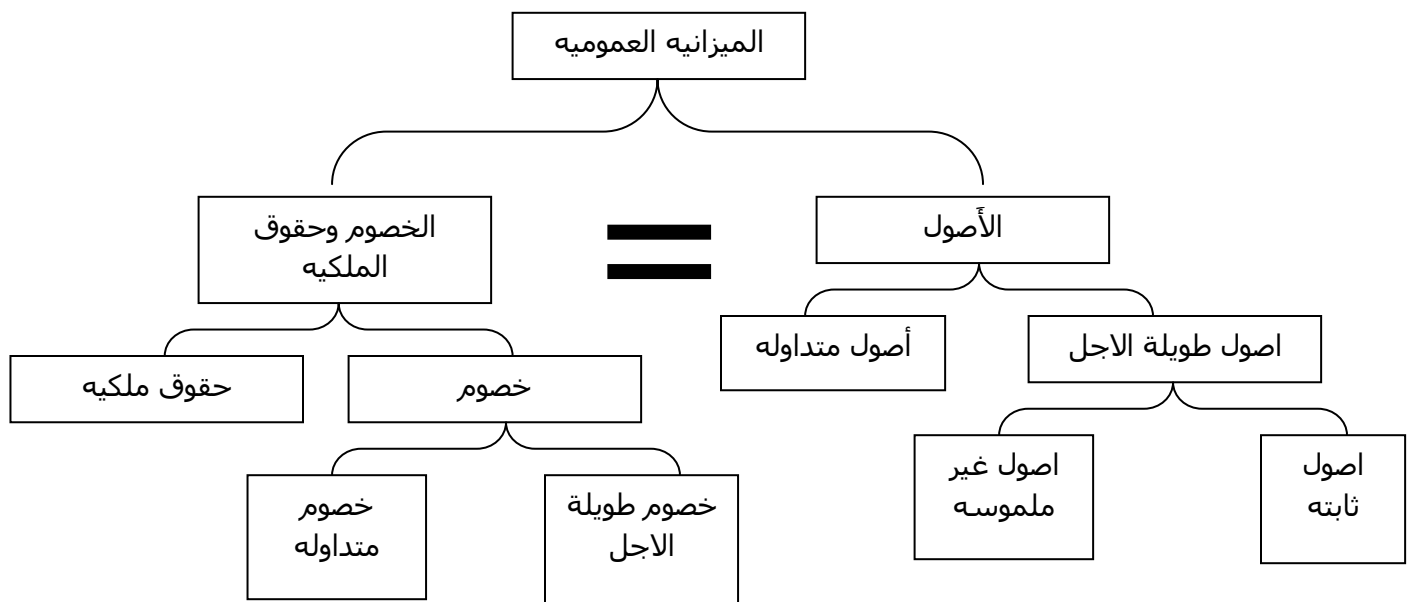 الميزانيه العموميه
الأَصول
الخصوم وحقوق
الملكيه
=
اصول طويلة الاجل
أصول متداوله
خصوم
حقوق ملكيه
اصول
ثابته
اصول غير
ملموسه
خصوم طويلة
الاجل
خصوم
متداوله